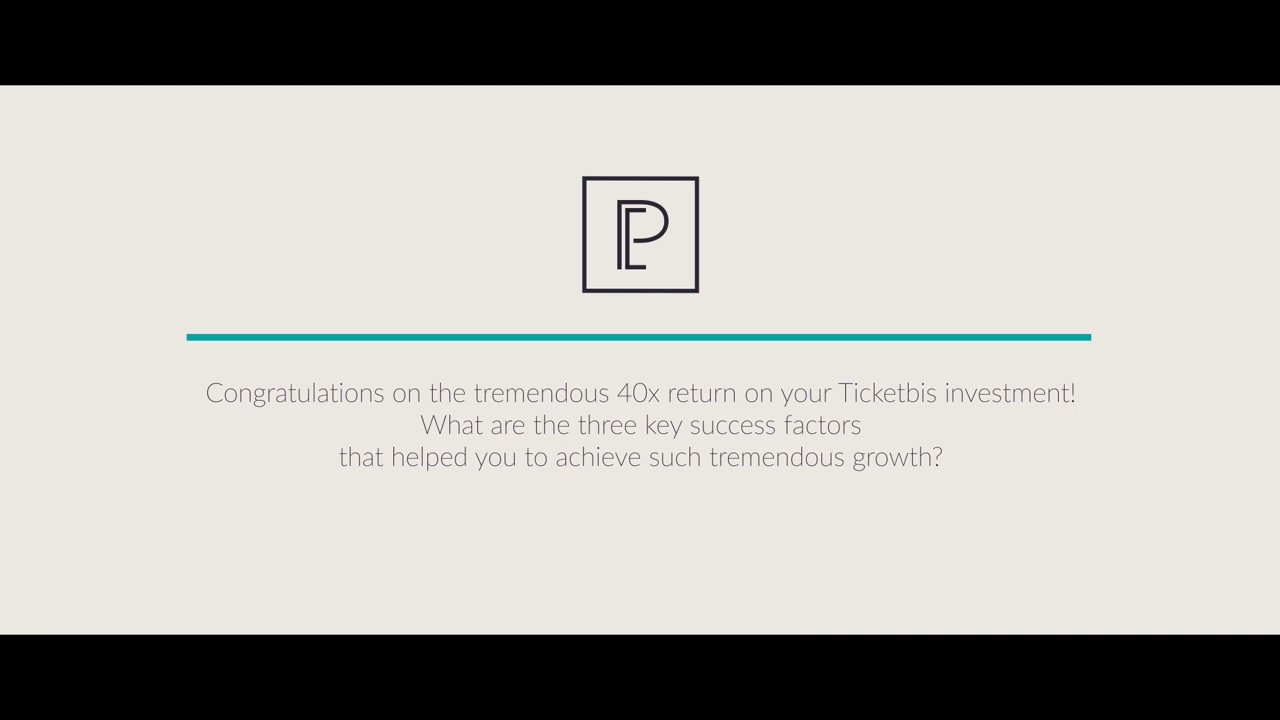 Congratulations on the tremendous 40x return on your Ticketbis investment!
What are the three key success factors
that helped you to achieve such tremendous growth?